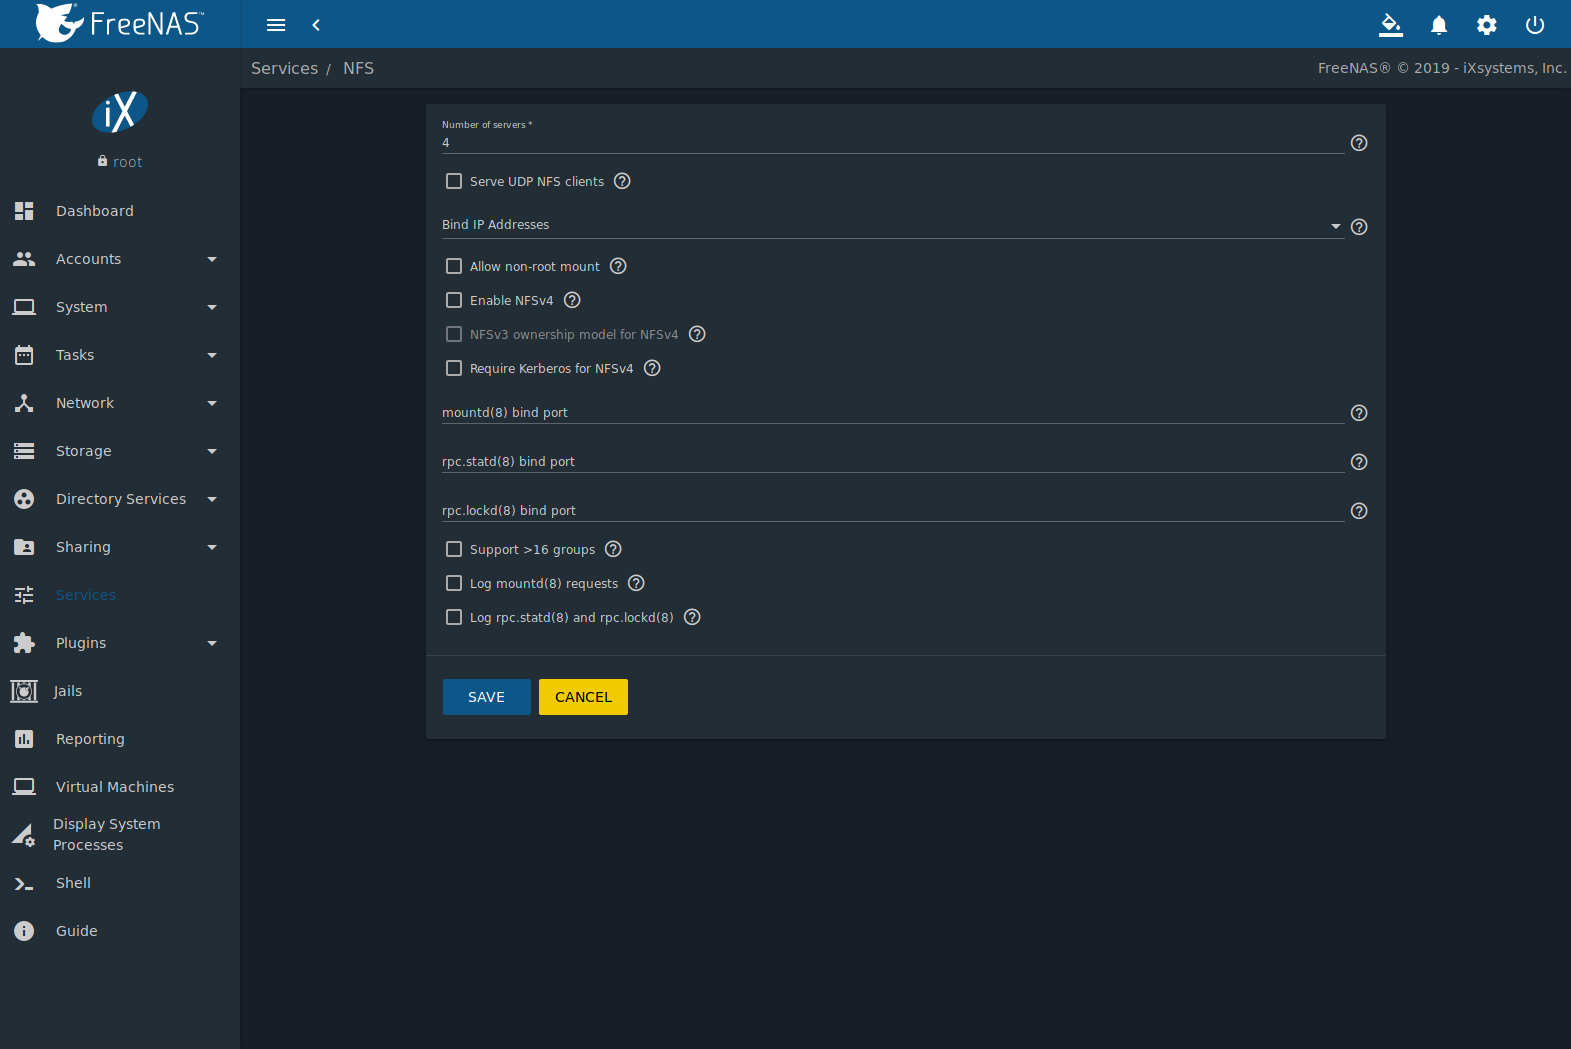 FreeNAS™
Services / NFS
FreeNAS® © 2019 - iXsystems, Inc.
iX
root
Dashboard
Accounts
System
Tasks
Network
Storage
Directory Services
Sharing
Services
Plugins
Jails
Reporting
Virtual Machines
Display System
Processes
Shell
Guide
Number of servers *
4
Serve UDP NFS clients
Bind IP Addresses
Allow non-root mount
Enable NFSv4
NFSv3 ownership model for NFSv4
Require Kerberos for NFSv4
mountd(8) bind port
rpc.statd(8) bind port
rpc.lockd(8) bind port
Support >16 groups
Log mountd(8) requests
Log rpc.statd(8) and rpc.lockd(8)
SAVE CANCEL